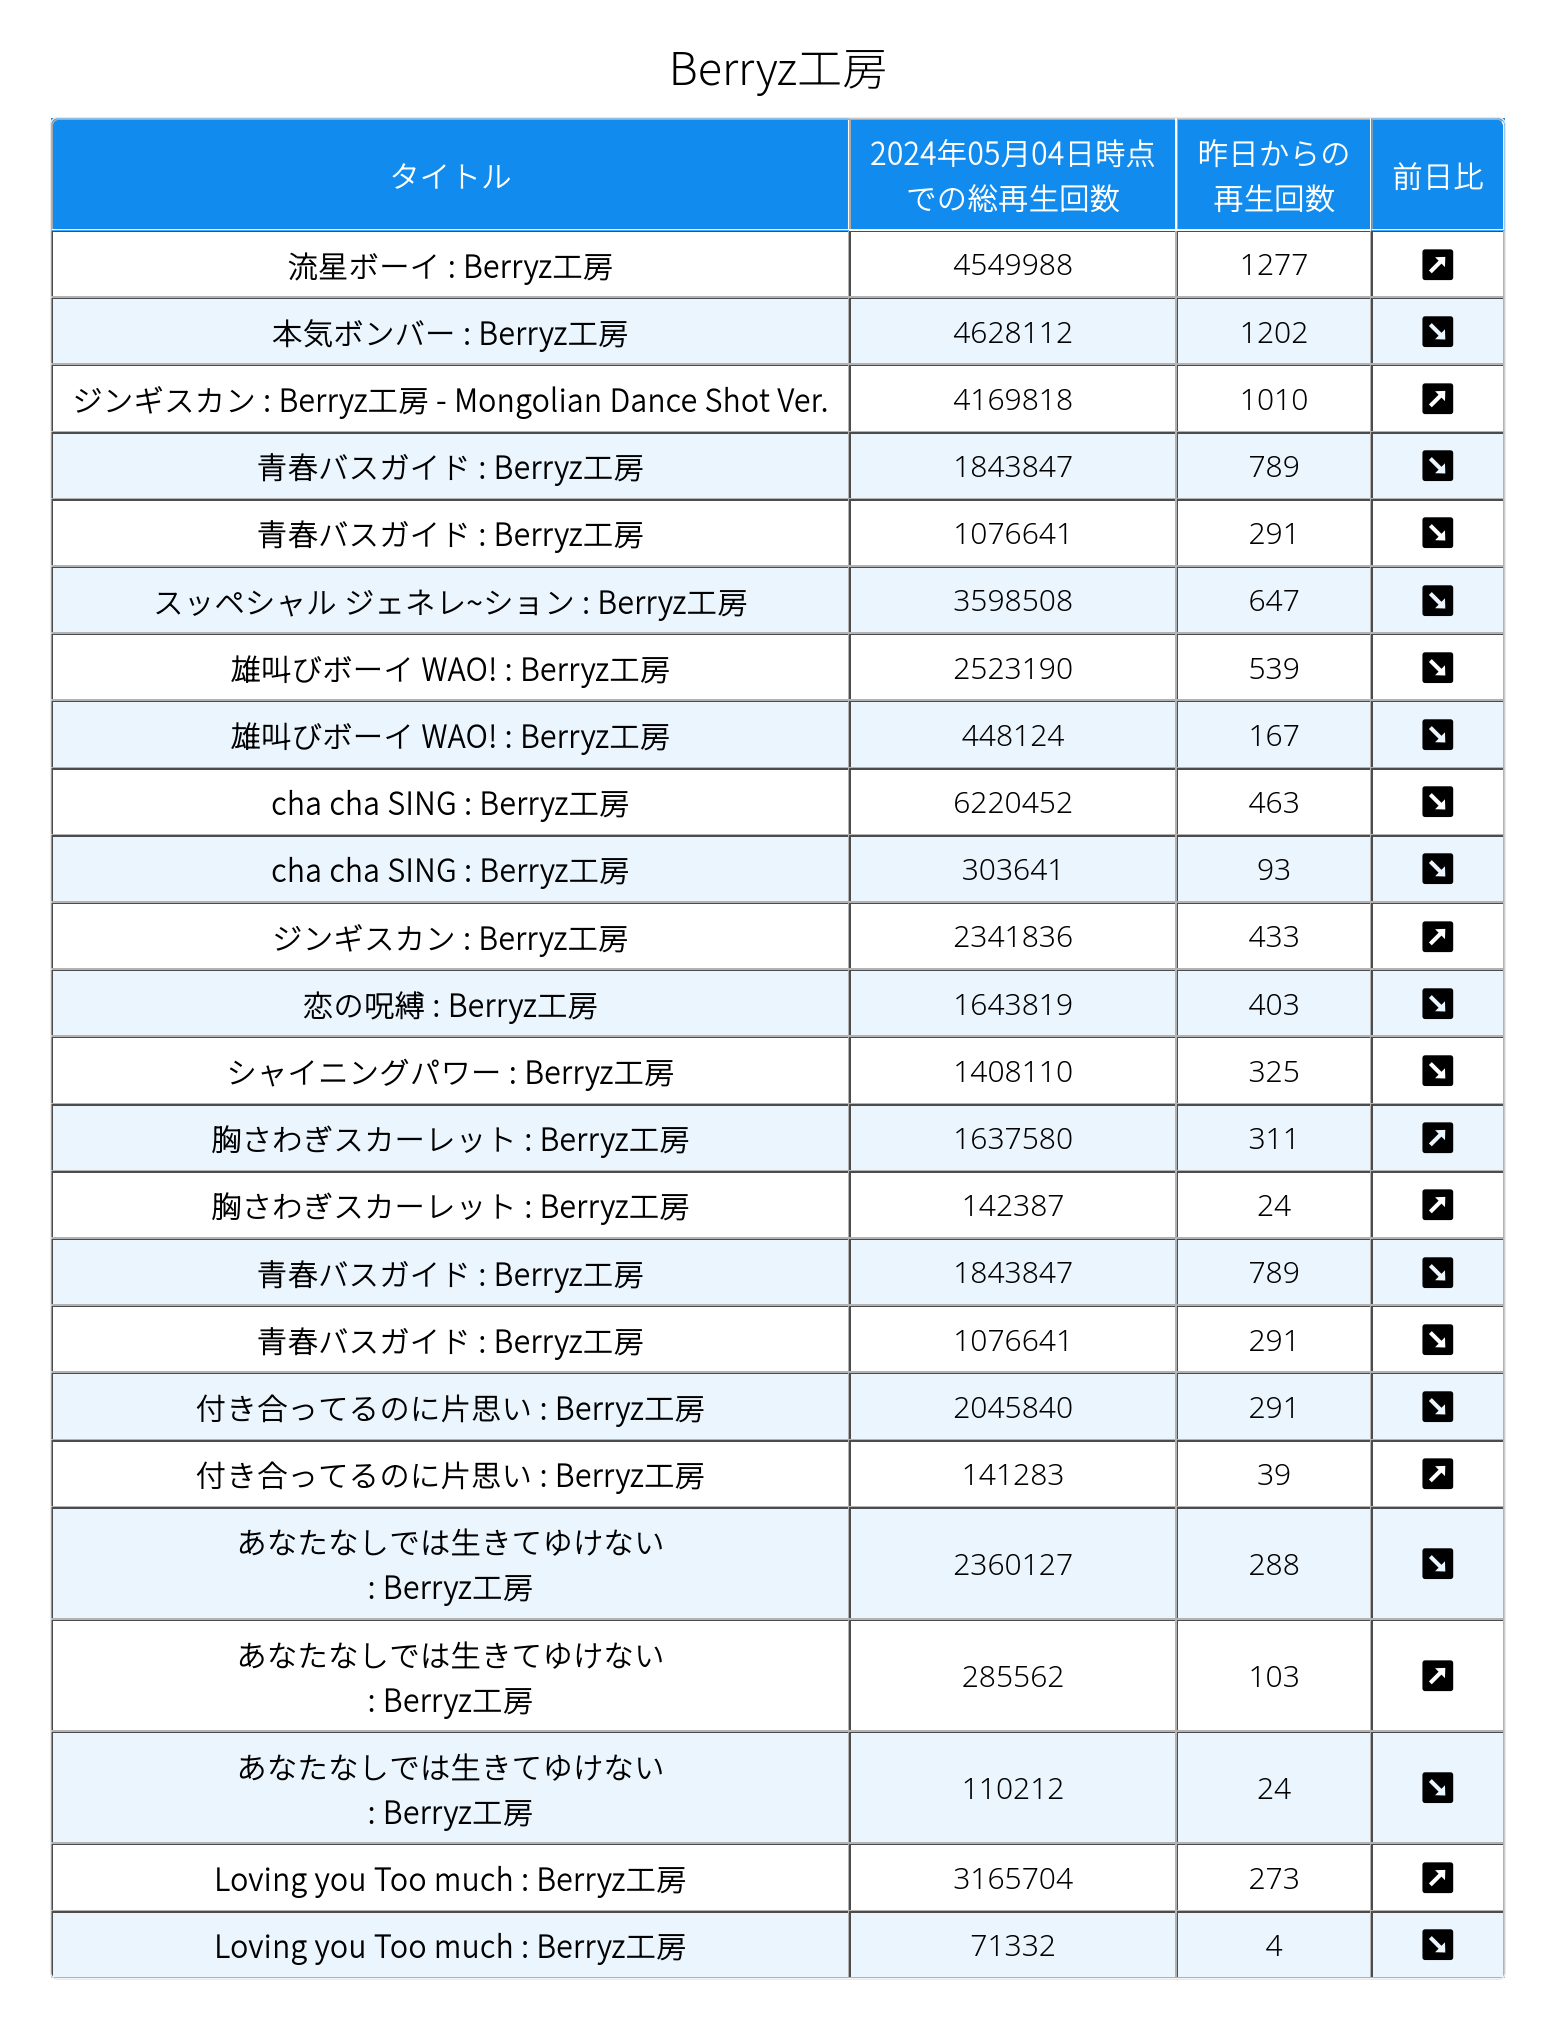 Berryz工房
タイトル 2024年05月04日時点 昨日からの 前日比
での総再生回数 再生回数
流星ボーイ : Berryz工房 4549988 1277
本気ボンバー : Berryz工房 4628112 1202
ジンギスカン : Berryz工房 - Mongolian Dance Shot Ver. 4169818 1010
青春バスガイド : Berryz工房 1843847 789
青春バスガイド : Berryz工房 1076641 291
スッペシャル ジェネレ~ション : Berryz工房 3598508 647
雄叫びボーイ WAO! : Berryz工房 2523190 539
雄叫びボーイ WAO! : Berryz工房 448124 167
cha cha SING : Berryz工房 6220452 463
cha cha SING : Berryz工房 303641 93
ジンギスカン : Berryz工房 2341836 433
恋の呪縛 : Berryz工房 1643819 403
シャイニングパワー : Berryz工房 1408110 325
胸さわぎスカーレット : Berryz工房 1637580 311
胸さわぎスカーレット : Berryz工房 142387 24
青春バスガイド : Berryz工房 1843847 789
青春バスガイド : Berryz工房 1076641 291
付き合ってるのに片思い : Berryz工房 2045840 291
付き合ってるのに片思い : Berryz工房 141283 39
あなたなしでは生きてゆけない
: Berryz工房 2360127 288
あなたなしでは生きてゆけない
: Berryz工房 285562 103
あなたなしでは生きてゆけない
: Berryz工房 110212 24
Loving you Too much : Berryz工房 3165704 273
Loving you Too much : Berryz工房 71332 4